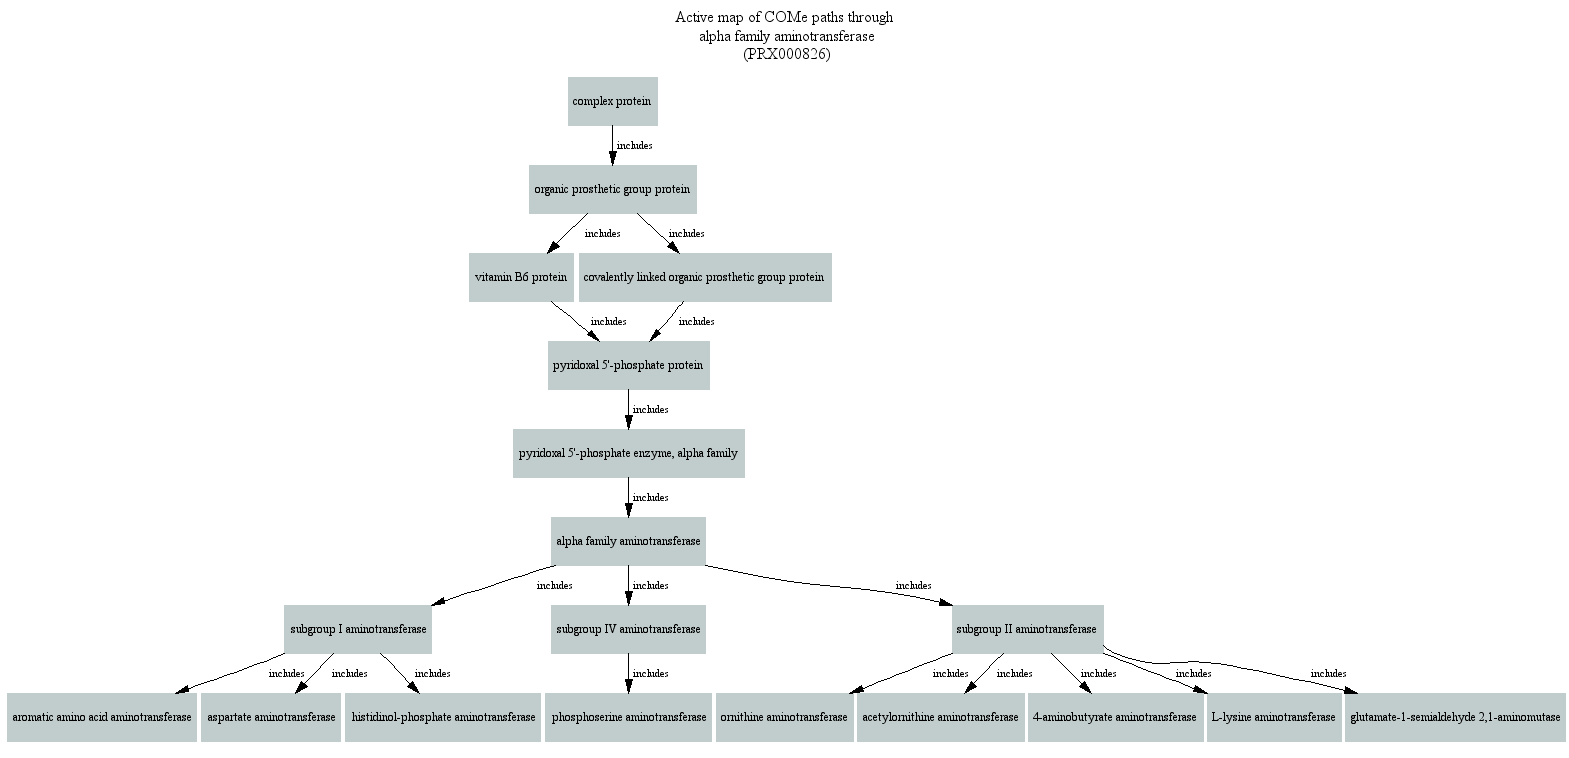 Active map of COMe paths through
alpha family aminotransferase
(PRX000826)
complex protein
includes
organic prosthetic group protein
includes
includes
vitamin B6 protein
covalently linked organic prosthetic group protein
includes
includes
pyridoxal 5'-phosphate protein
includes
pyridoxal 5'-phosphate enzyme, alpha family
includes
alpha family aminotransferase
includes
includes
includes
subgroup I aminotransferase
subgroup IV aminotransferase
subgroup II aminotransferase
includes
includes
includes
includes
includes
includes
includes
includes
includes
aromatic amino acid aminotransferase
aspartate aminotransferase
histidinol-phosphate aminotransferase
phosphoserine aminotransferase
ornithine aminotransferase
acetylornithine aminotransferase
4-aminobutyrate aminotransferase
L-lysine aminotransferase
glutamate-1-semialdehyde 2,1-aminomutase